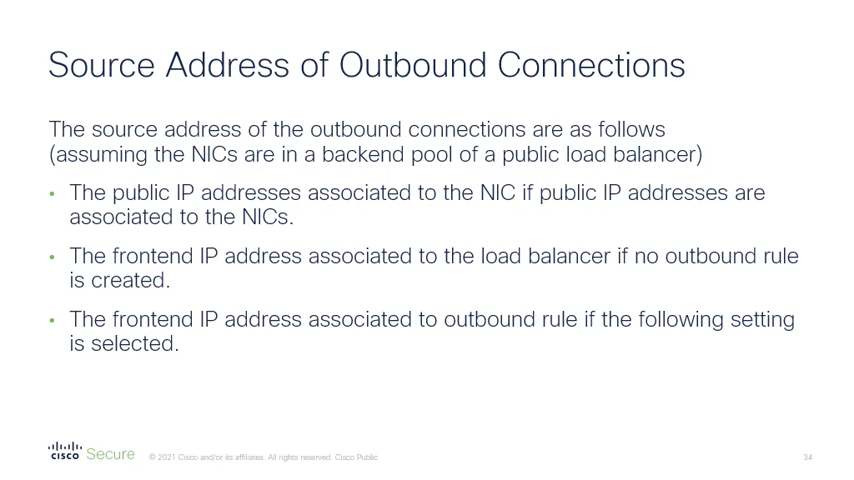 Source Address of Outbound Connections
The source address of the outbound connections are as follows
(assuming the NICs are in a backend pool of a public load balancer)
• The public IP addresses associated to the NIC if public IP addresses are
associated to the NICs.
• The frontend IP address associated to the load balancer if no outbound rule
is created.
• The frontend IP address associated to outbound rule if the following setting
is selected.
CISCO Secure © 2021 Cisco and/or its affiliates. All rights reserved. Cisco Public 34